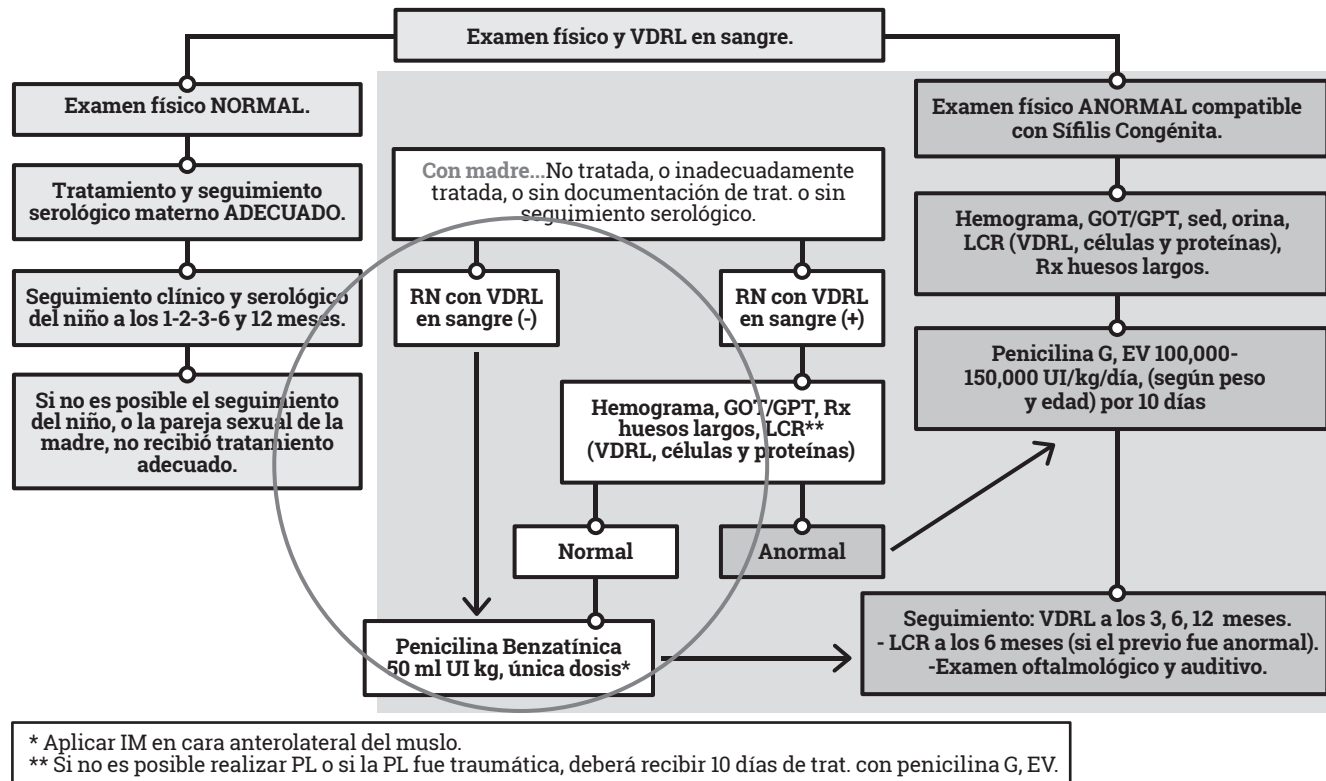 Examen físico y VDRL en sangre.
Examen físico NORMAL.
Tratamiento y seguimiento
serológico materno ADECUADO.
Seguimiento clínico y serológico
del niño a los 1-2-3-6 y 12 meses.
Si no es posible el seguimiento
del niño, o la pareja sexual de la
madre, no recibió tratamiento
adecuado.
Con madre...No tratada, o inadecuadamente
tratada, o sin documentación de trat. o sin
seguimiento serológico.
RN con VDRL
en sangre (-)
RN con VDRL
en sangre (+)
Hemograma, GOT/GPT, Rx
huesos largos, LCR**
(VDRL, células y proteínas)
Normal
Anormal
Penicilina Benzatínica
50 ml UI kg, única dosis*
Examen físico ANORMAL compatible
con Sífilis Congénita.
Hemograma, GOT/GPT, sed, orina,
LCR (VDRL, células y proteínas),
Rx huesos largos.
Penicilina G, EV 100,000-
150,000 UI/kg/día, (según peso
y edad) por 10 días
Seguimiento: VDRL a los 3, 6, 12 meses.
- LCR a los 6 meses (si el previo fue anormal).
-Examen oftalmológico y auditivo.
* Aplicar IM en cara anterolateral del muslo.
** Si no es posible realizar PL o si la PL fue traumática, deberá recibir 10 días de trat. con penicilina G, EV.